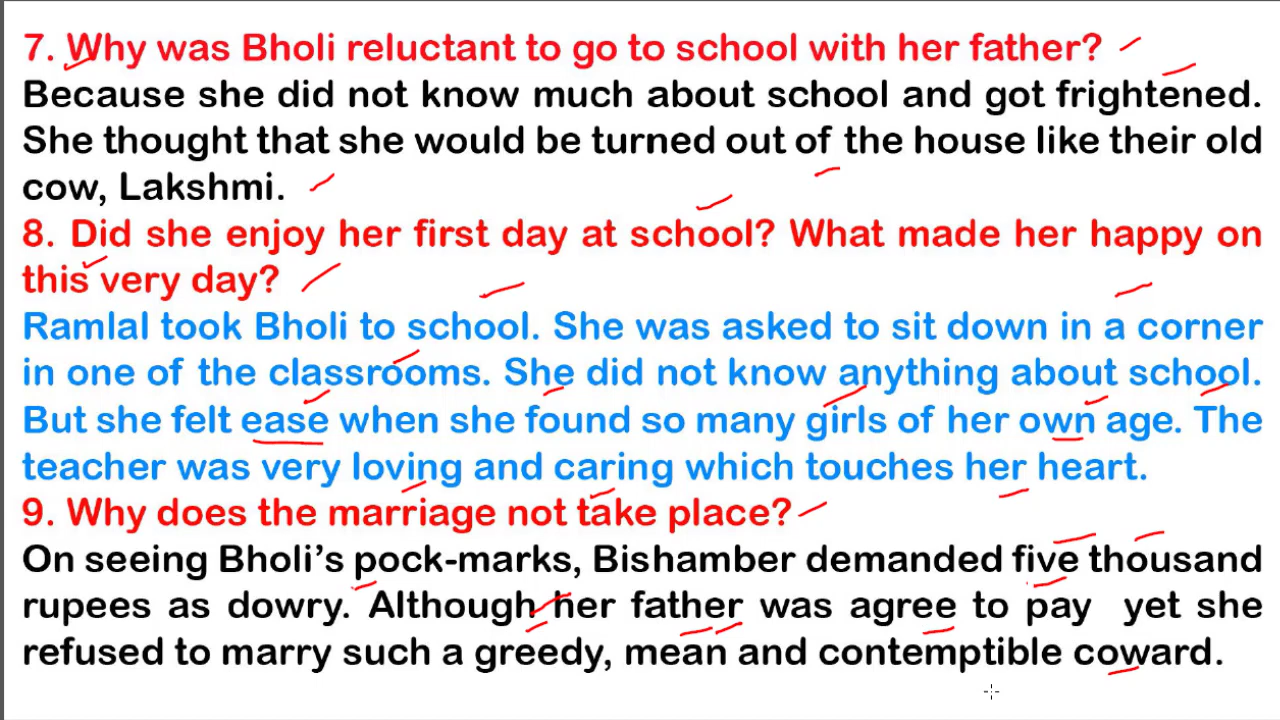 7. Why was Bholi reluctant to go to school with her father?
Because she did not know much about school and got frightened.
She thought that she would be turned out of the house like their old
cow, Lakshmi.
8. Did she enjoy her first day at school? What made her happy on
this very day?
Ramlal took Bholi to school. She was asked to sit down in a corner
in one of the classrooms. She did not know anything about school.
But she felt ease when she found so many girls of her own age. The
teacher was very loving and caring which touches her heart.
9. Why does the marriage not take place?
On seeing Bholi’s pock-marks, Bishamber demanded five thousand
rupees as dowry. Although her father was agree to pay yet she
refused to marry such a greedy, mean and contemptible coward.